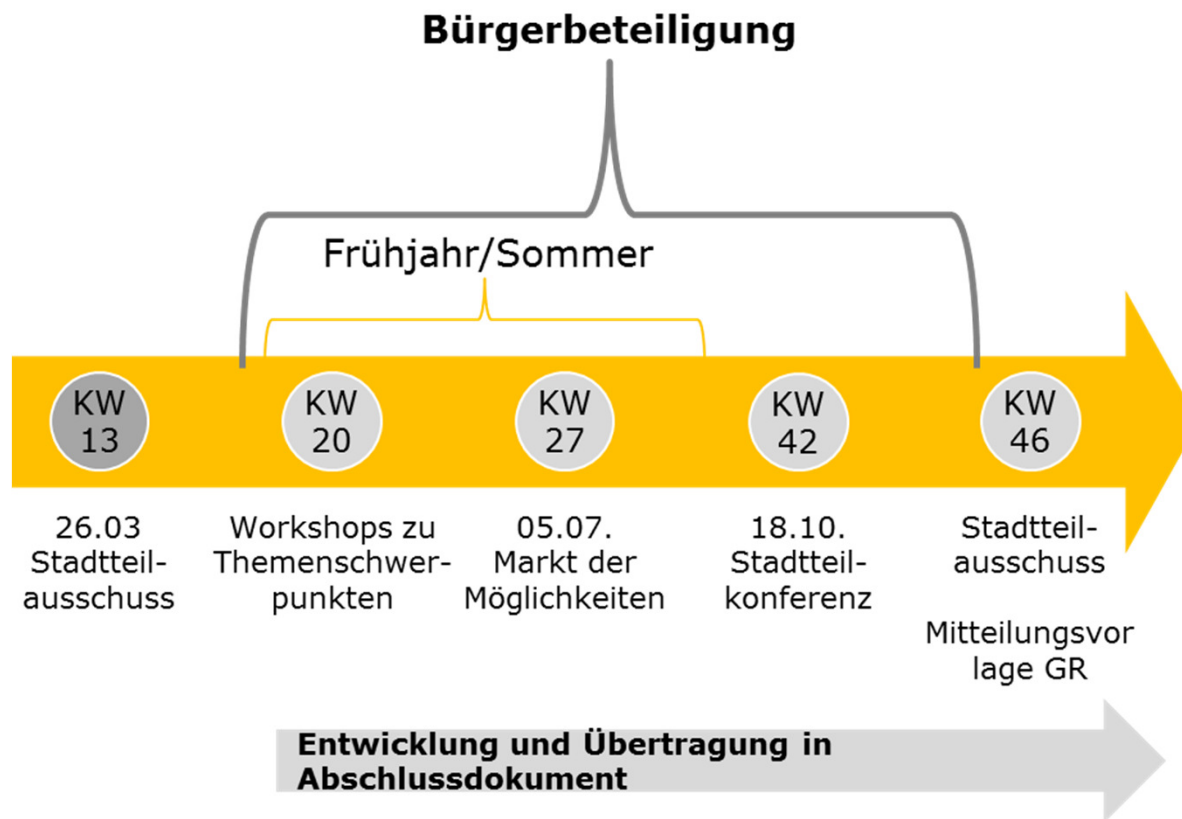 Bürgerbeteiligung
Frühjahr/Sommer
KW
13
KW
20
KW
27
KW
42
KW
46
26.03
Stadtteil-
ausschuss
Workshops zu
Themenschwer-
punkten
05.07.
Markt der
Möglichkeiten
18.10.
Stadtteil-
konferenz
Stadtteil-
ausschuss
Mitteilungsvor
lage GR
Entwicklung und Übertragung in
Abschlussdokument